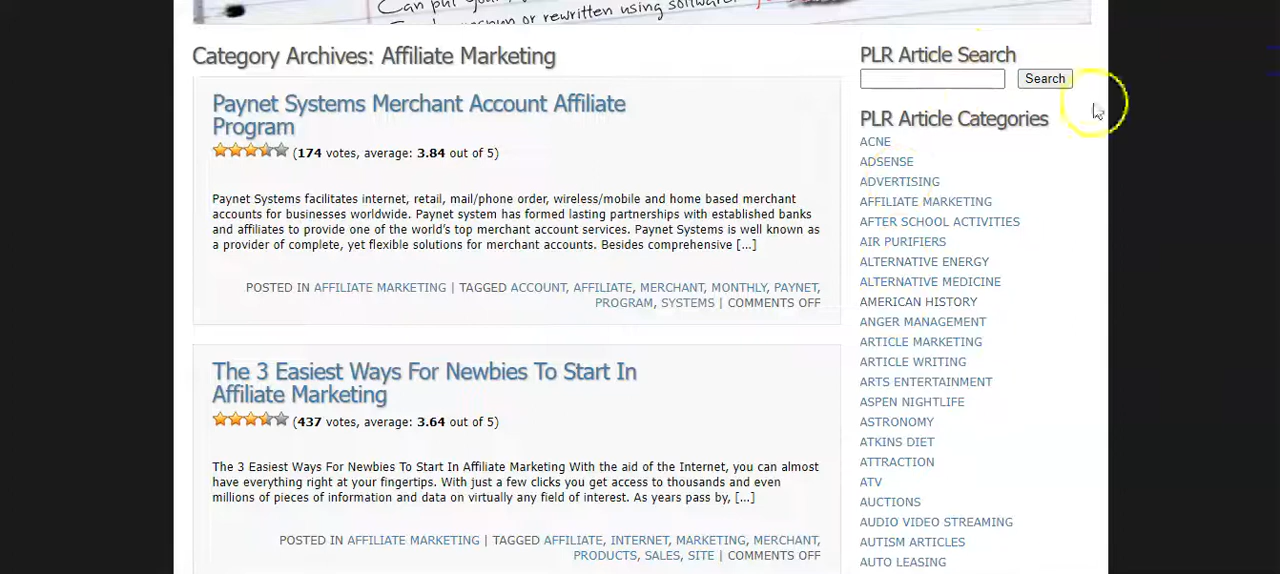 Can put your
or rewritten using software.
Category Archives: Affiliate Marketing
Paynet Systems Merchant Account Affiliate
Program
(174 votes, average: 3.84 out of 5)
Paynet Systems facilitates internet, retail, mail/phone order, wireless/mobile and home based merchant
accounts for businesses worldwide. Paynet system has formed lasting partnerships with established banks
and affiliates to provide one of the world's top merchant account services. Paynet Systems is well known as
a provider of complete, yet flexible solutions for merchant accounts. Besides comprehensive [...]
POSTED IN AFFILIATE MARKETING | TAGGED ACCOUNT, AFFILIATE, MERCHANT, MONTHLY, PAYNET,
PROGRAM, SYSTEMS | COMMENTS OFF
The 3 Easiest Ways For Newbies To Start In
Affiliate Marketing
(437 votes, average: 3.64 out of 5)
The 3 Easiest Ways For Newbies To Start In Affiliate Marketing With the aid of the Internet, you can almost
have everything right at your fingertips. With just a few clicks you get access to thousands and even
millions of pieces of information and data on virtually any field of interest. As years pass by, [...]
POSTED IN AFFILIATE MARKETING | TAGGED AFFILIATE, INTERNET, MARKETING, MERCHANT,
PRODUCTS, SALES, SITE | COMMENTS OFF
PLR Article Search
Search
PLR Article Categories
ACNE
ADSENSE
ADVERTISING
AFFILIATE MARKETING
AFTER SCHOOL ACTIVITIES
AIR PURIFIERS
ALTERNATIVE ENERGY
ALTERNATIVE MEDICINE
AMERICAN HISTORY
ANGER MANAGEMENT
ARTICLE MARKETING
ARTICLE WRITING
ARTS ENTERTAINMENT
ASPEN NIGHTLIFE
ASTRONOMY
ATKINS DIET
ATTRACTION
ATV
AUCTIONS
AUDIO VIDEO STREAMING
AUTISM ARTICLES
AUTO LEASING